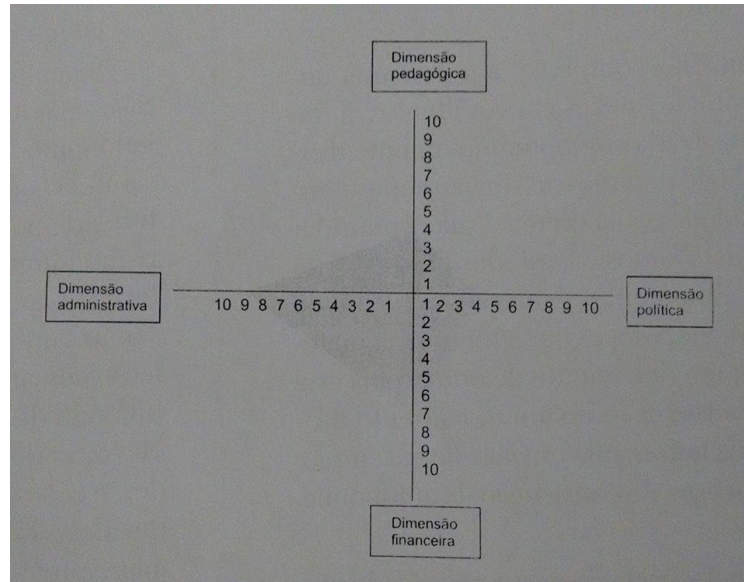 Dimensão
pedagógica
10
9
8
7
6
5
4
3
2
1
Dimensão
administrativa
10 9 8 7 6 5 4 3 2 1
1 2 3 4 5 6 7 8 9 10
Dimensão
política
2
3
4
5
6
7
8
9
10
Dimensão
financeira